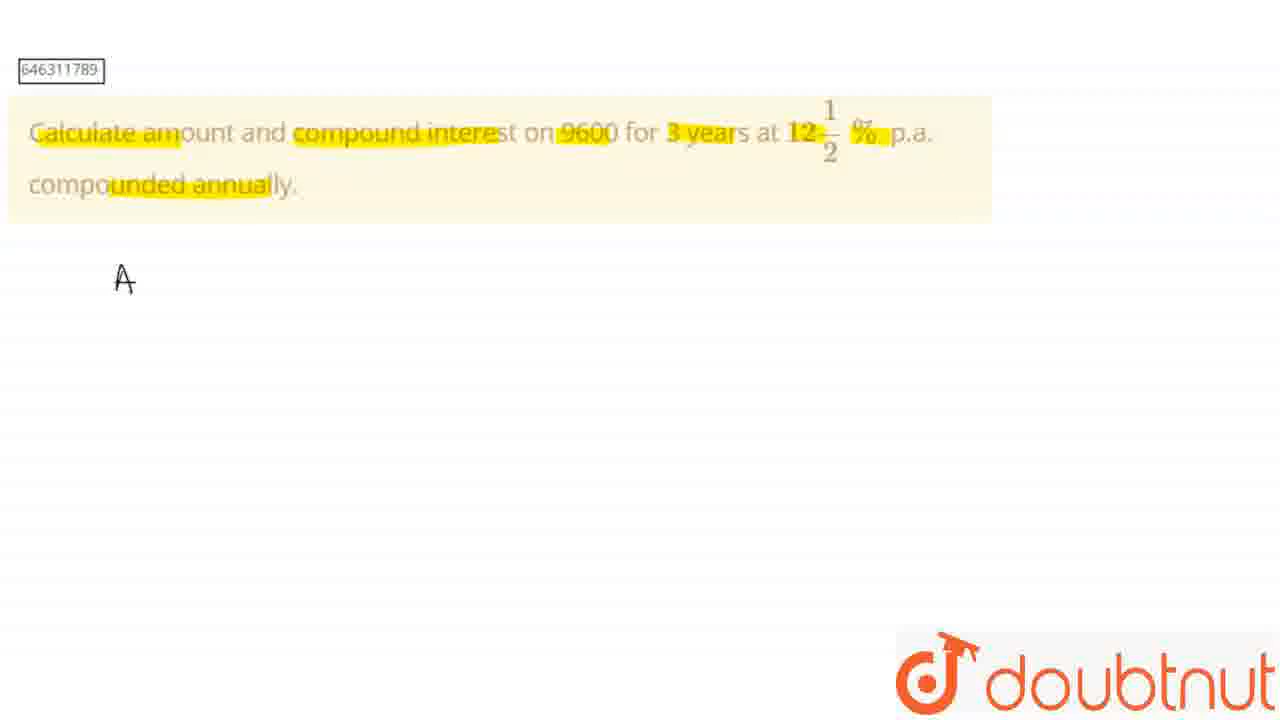 646311789
Calculate amount and compound interest on 9600 for 3 years at 12 1/2 % p.a.
compounded annually.
A
doubtnut